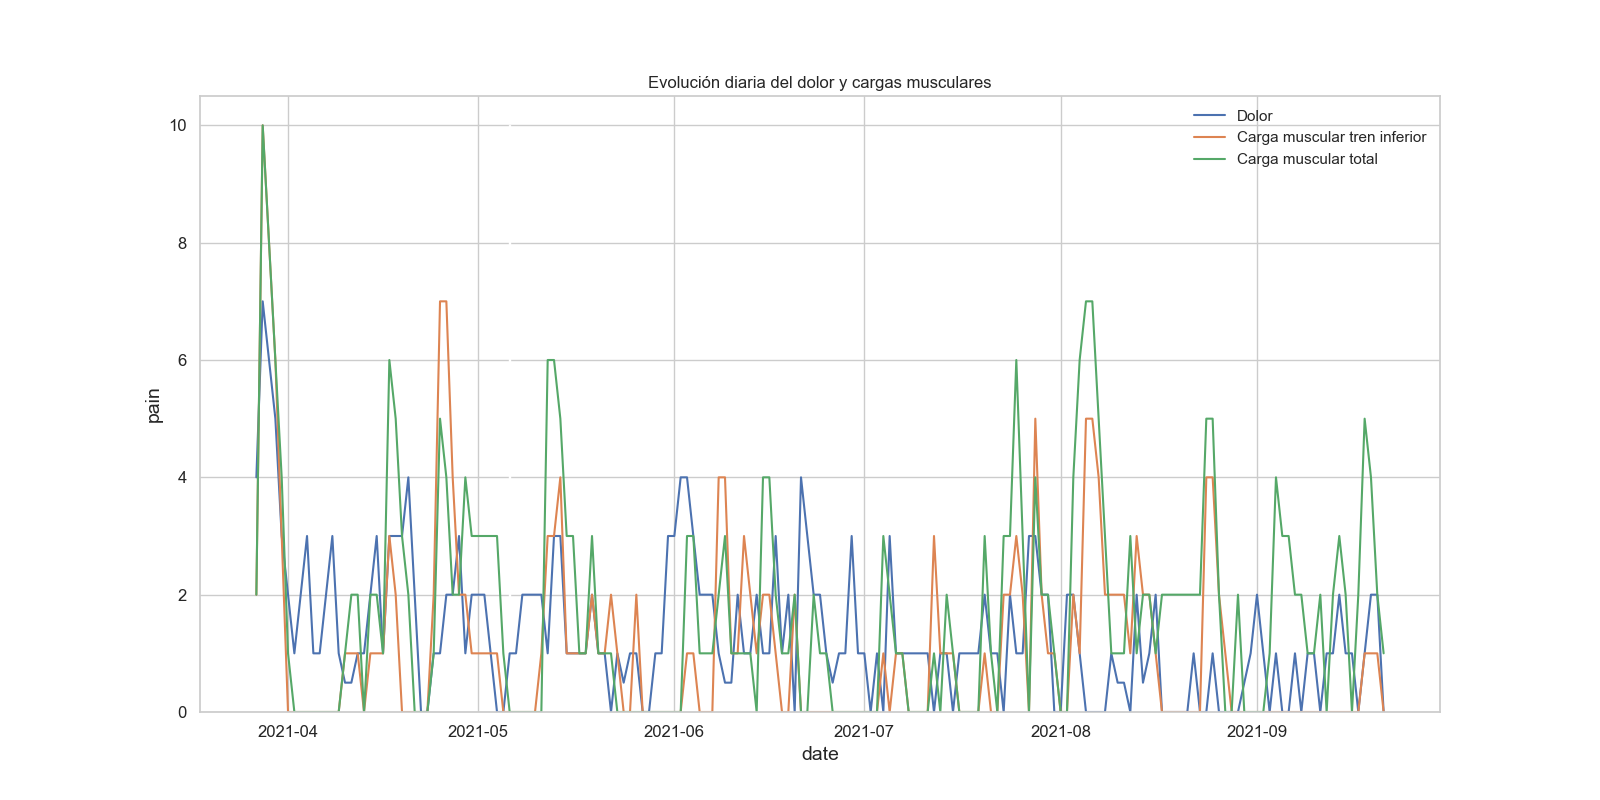 Evolución diaria del dolor y cargas musculares
Dolor
Carga muscular tren inferior
Carga muscular total
10
8
6
4
2
0
pain
2021-04
2021-05
2021-06
2021-07
2021-08
2021-09
date